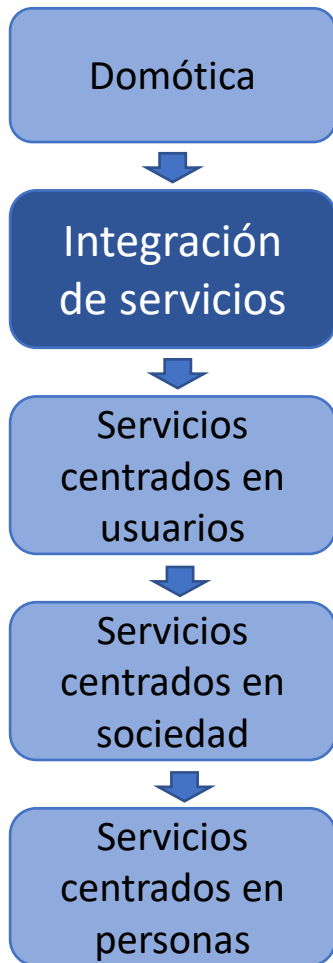 Domótica
Integración
de servicios
Servicios
centrados en
usuarios
Servicios
centrados en
sociedad
Servicios
centrados en
personas